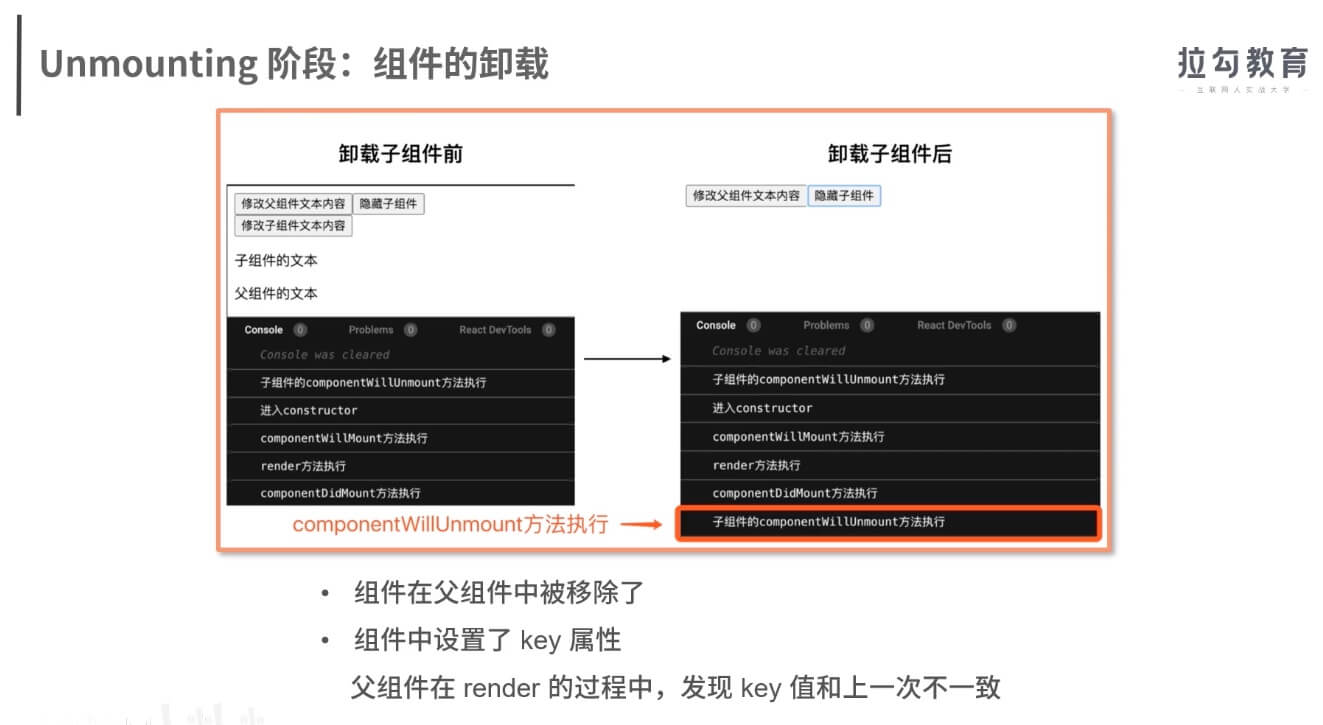 Unmounting 阶段：组件的卸载
拉勾教育
互联网人实战大学
卸载子组件前
修改父组件文本内容 隐藏子组件
修改子组件文本内容
子组件的文本
父组件的文本
Console 0 Problems 0 React DevTools 0
Console was cleared
子组件的componentWillUnmount方法执行
进入constructor
componentWillMount方法执行
render方法执行
componentDidMount方法执行
卸载子组件后
修改父组件文本内容 隐藏子组件
Console 0 Problems 0 React DevTools 0
Console was cleared
子组件的componentWillUnmount方法执行
进入constructor
componentWillMount方法执行
render方法执行
componentDidMount方法执行
子组件的componentWillUnmount方法执行
componentWillUnmount方法执行
• 组件在父组件中被移除了
• 组件中设置了 key 属性
父组件在 render 的过程中，发现 key 值和上一次不一致